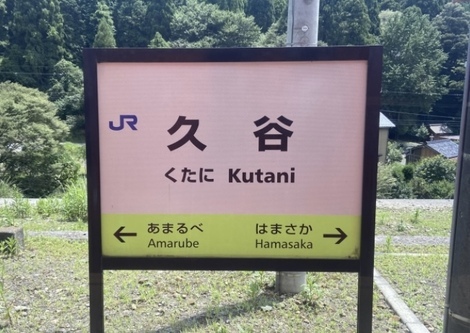 JR 久谷
くたに Kutani
← あまるべ はまさか →
Amarube Hamasaka